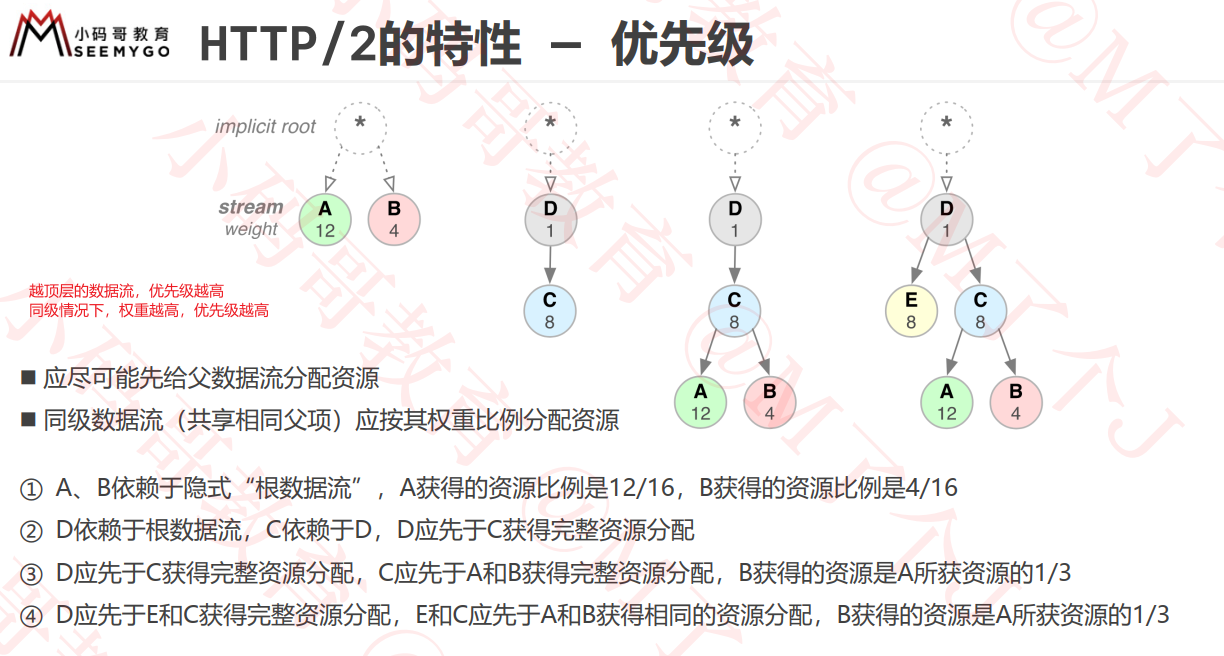 小码哥教育
SEEMYGO
HTTP/2的特性 － 优先级
implicit root
*
*
*
*
stream
weight
A
12
B
4
D
1
D
1
D
1
C
8
C
8
E
8
C
8
A
12
B
4
A
12
B
4
越顶层的数据流，优先级越高
同级情况下，权重越高，优先级越高
■ 应尽可能先给父数据流分配资源
■ 同级数据流（共享相同父项）应按其权重比例分配资源
① A、B依赖于隐式“根数据流”，A获得的资源比例是12/16，B获得的资源比例是4/16
② D依赖于根数据流，C依赖于D，D应先于C获得完整资源分配
③ D应先于C获得完整资源分配，C应先于A和B获得完整资源分配，B获得的资源是A所获资源的1/3
④ D应先于E和C获得完整资源分配，E和C应先于A和B获得相同的资源分配，B获得的资源是A所获资源的1/3
小码哥教育 @M了个J